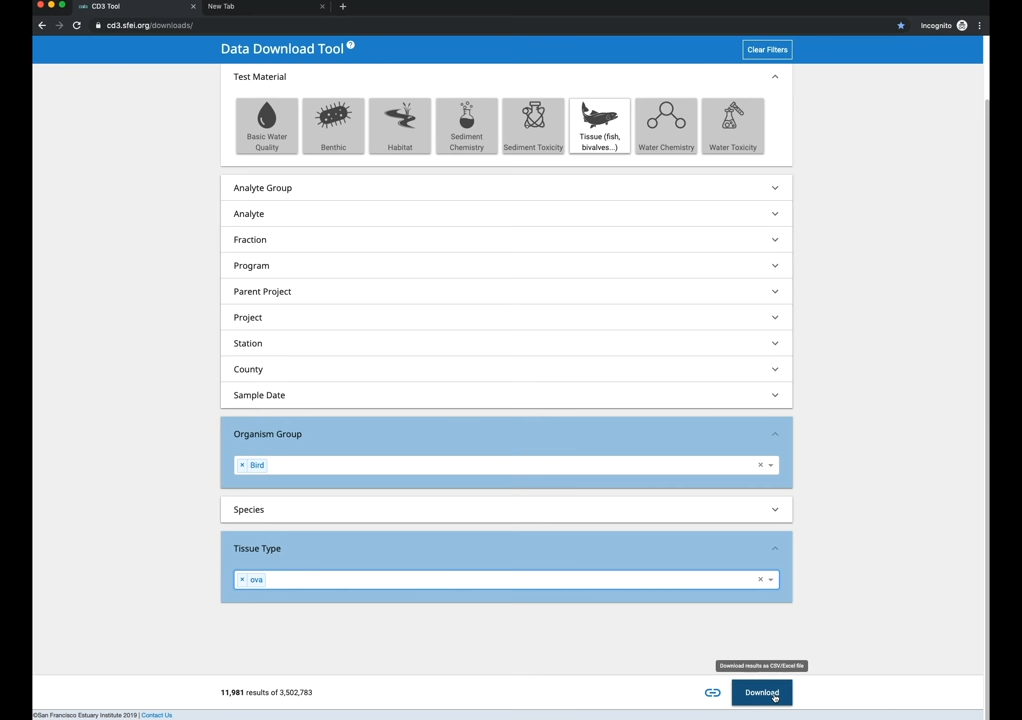 CD3 Tool
New Tab
cd3.sfei.org/downloads/
Incognito
Data Download Tool ?
Clear Filters
Test Material
Basic Water Quality
Benthic
Habitat
Sediment Chemistry
Sediment Toxicity
Tissue (fish, bivalves...)
Water Chemistry
Water Toxicity
Analyte Group
Analyte
Fraction
Program
Parent Project
Project
Station
County
Sample Date
Organism Group
× Bird
Species
Tissue Type
× ova
Download results as CSV/Excel file
11,981 results of 3,502,783
Download
©San Francisco Estuary Institute 2019 | Contact Us